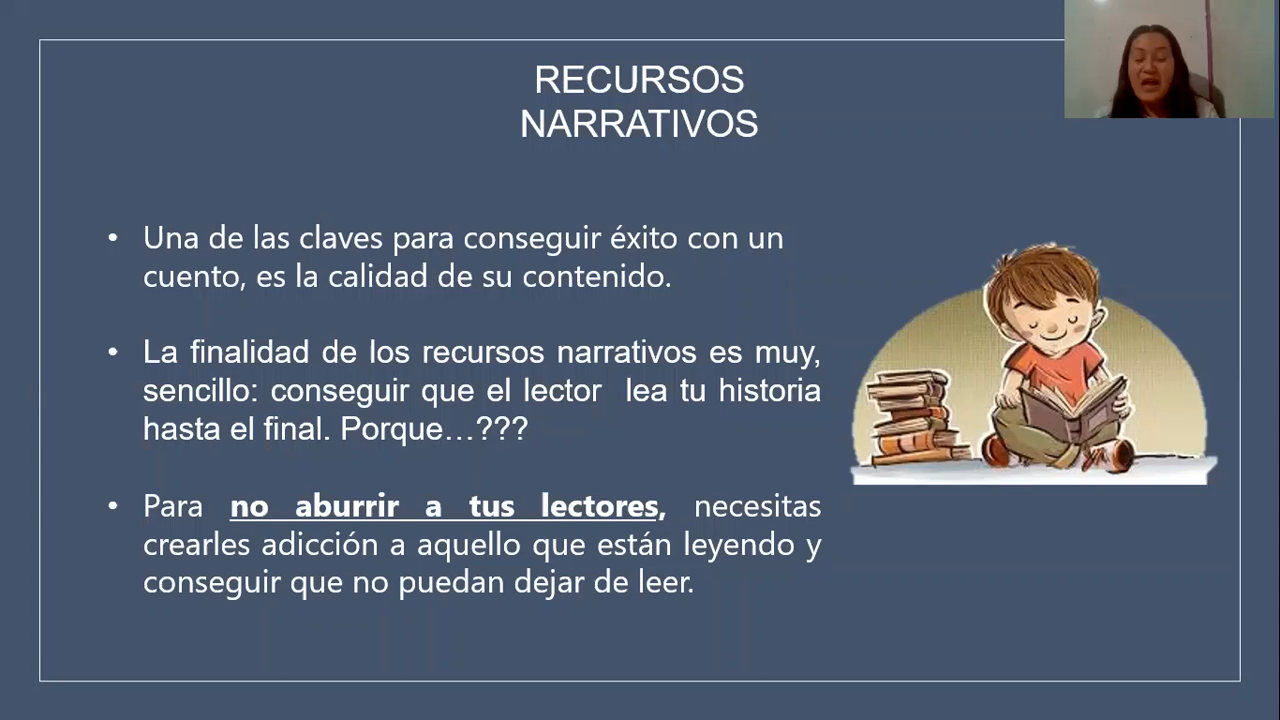 RECURSOS
NARRATIVOS
• Una de las claves para conseguir éxito con un
cuento, es la calidad de su contenido.
• La finalidad de los recursos narrativos es muy,
sencillo: conseguir que el lector  lea tu historia
hasta el final. Porque…???
• Para no aburrir a tus lectores, necesitas
crearles adicción a aquello que están leyendo y
conseguir que no puedan dejar de leer.